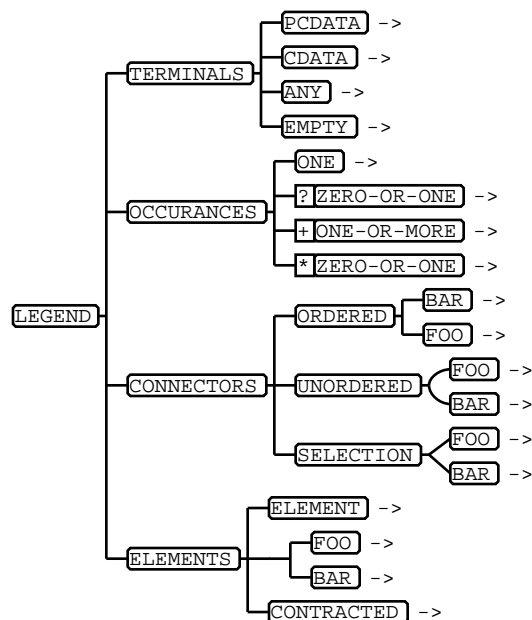 PCDATA ->
CDATA ->
TERMINALS
ANY ->
EMPTY ->
ONE ->
? ZERO-OR-ONE ->
OCCURANCES
+ ONE-OR-MORE ->
* ZERO-OR-ONE ->
LEGEND
BAR ->
ORDERED
FOO ->
FOO ->
CONNECTORS UNORDERED
BAR ->
FOO ->
SELECTION
BAR ->
ELEMENT ->
FOO ->
ELEMENTS
BAR ->
CONTRACTED ->